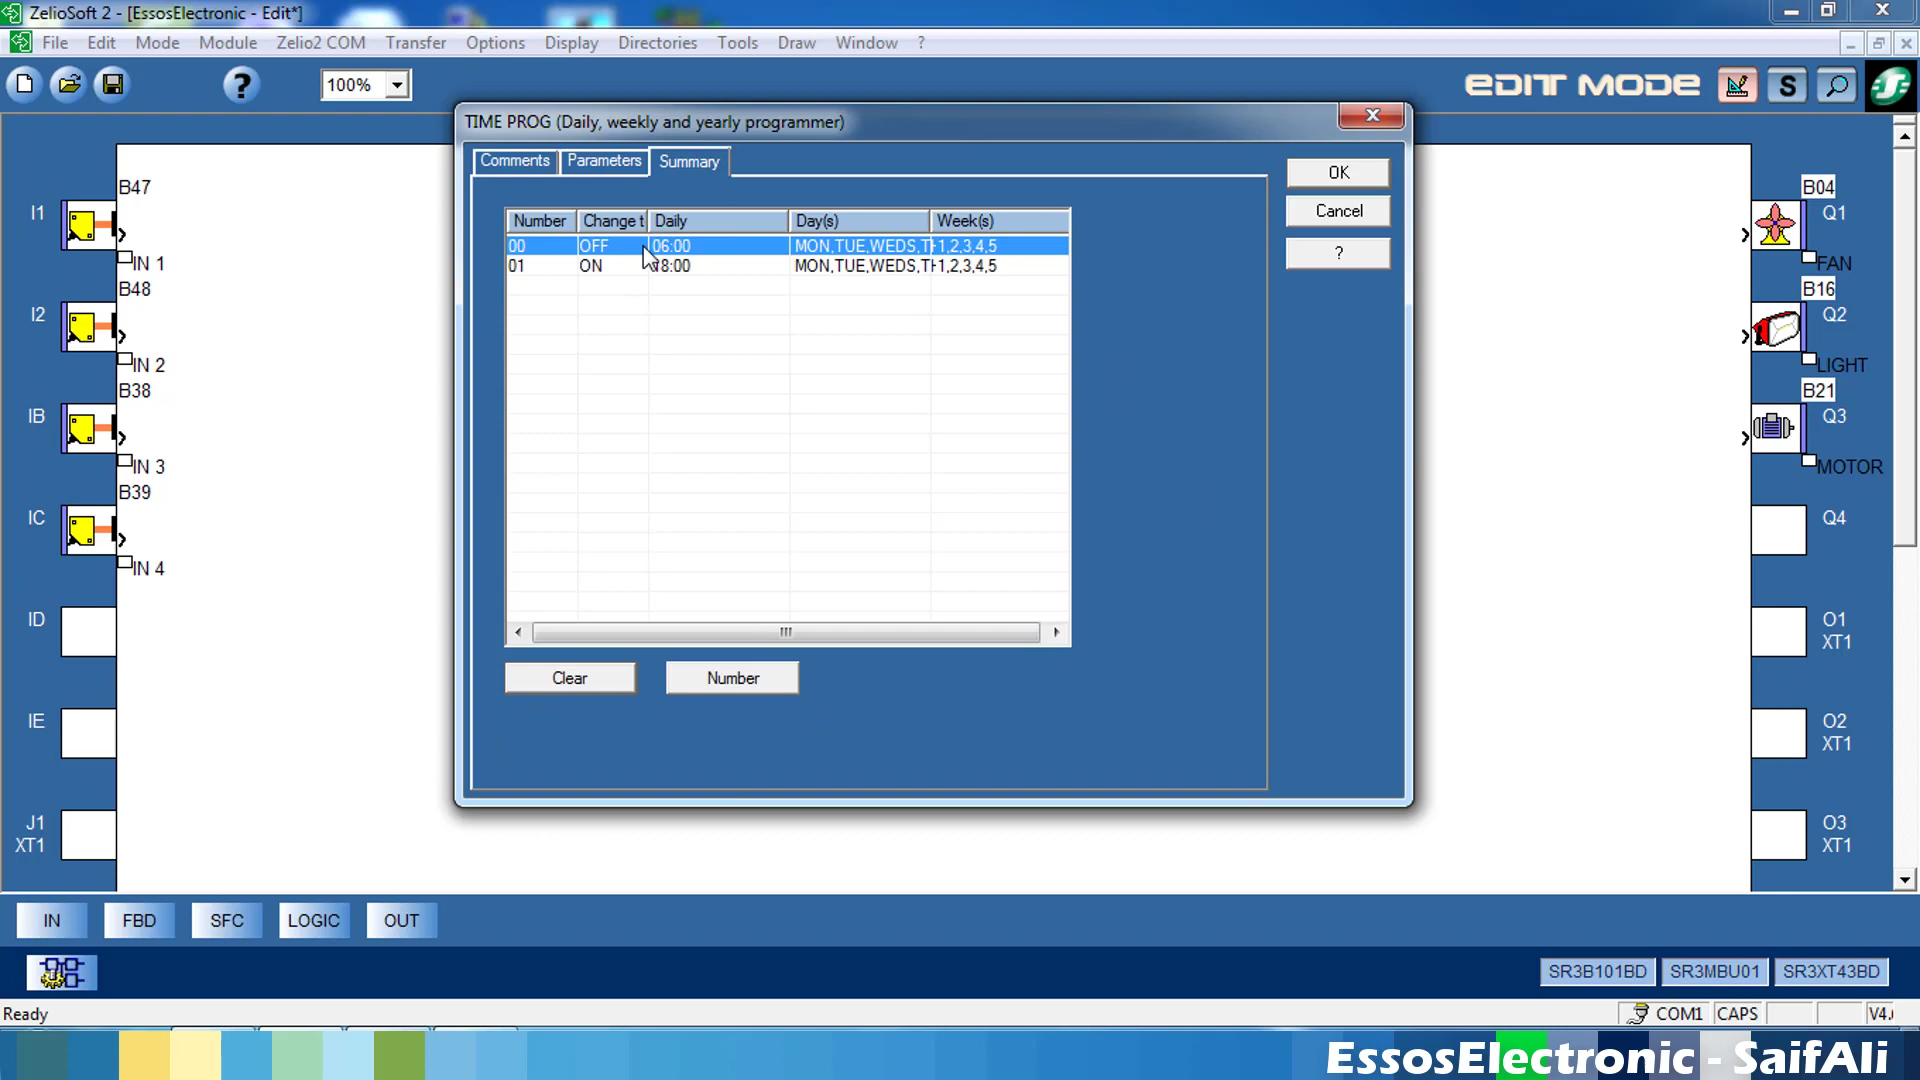 ZelioSoft 2 - [EssosElectronic - Edit*]
File Edit Mode Module Zelio2 COM Transfer Options Display Directories Tools Draw Window ?
? 100% EDIT MODE S
TIME PROG (Daily, weekly and yearly programmer)
Comments Parameters Summary
OK
Cancel
?
Number Change t Daily Day(s) Week(s)
00 OFF 06:00 MON,TUE,WEDS,TH 1,2,3,4,5
01 ON 18:00 MON,TUE,WEDS,TH 1,2,3,4,5
Clear Number
B47
I1
IN 1
B48
I2
IN 2
B38
IB
IN 3
B39
IC
IN 4
ID
IE
J1
XT1
B04
Q1
FAN
B16
Q2
LIGHT
B21
Q3
MOTOR
Q4
O1
XT1
O2
XT1
O3
XT1
IN FBD SFC LOGIC OUT
SR3B101BD SR3MBU01 SR3XT43BD
Ready COM1 CAPS V4.
EssosElectronic - SaifAli